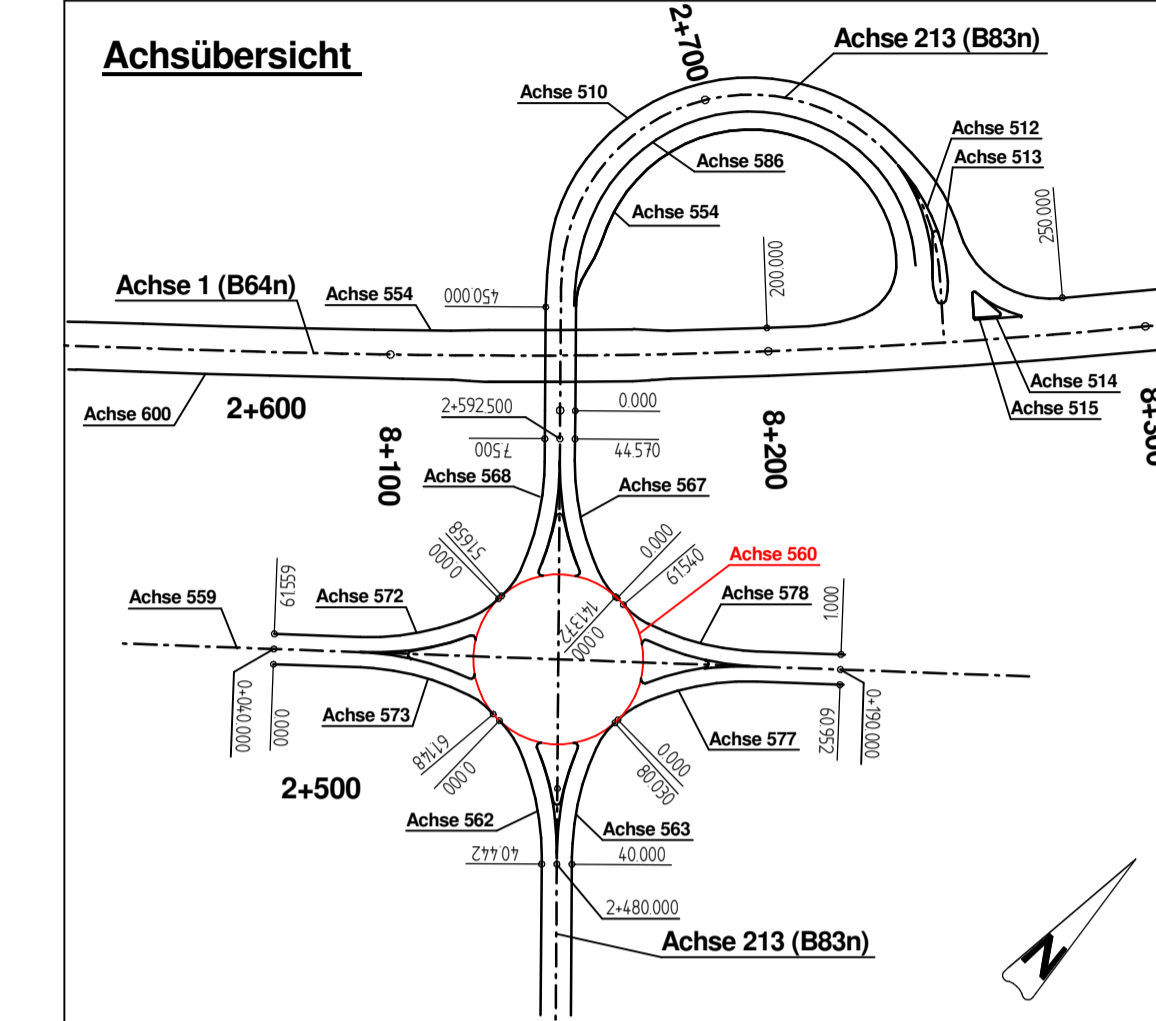 Achsübersicht
2+700
Achse 213 (B83n)
Achse 510
Achse 512
Achse 513
Achse 586
Achse 554
250.000
200.000
Achse 1 (B64n)
Achse 554
450.000
Achse 514
Achse 515
Achse 600
2+600
8+100
2+592.500
0.000
7.500
44.570
8+200
8+300
Achse 568
Achse 567
51.658
0.000
0.000
61.540
Achse 560
141.372
0.000
Achse 559
61.559
Achse 572
Achse 578
1.000
0+040.000
0.000
Achse 573
60.952
0+190.000
Achse 577
61.148
0.000
0.000
80.030
2+500
Achse 562
Achse 563
40.442
40.000
2+480.000
Achse 213 (B83n)
N